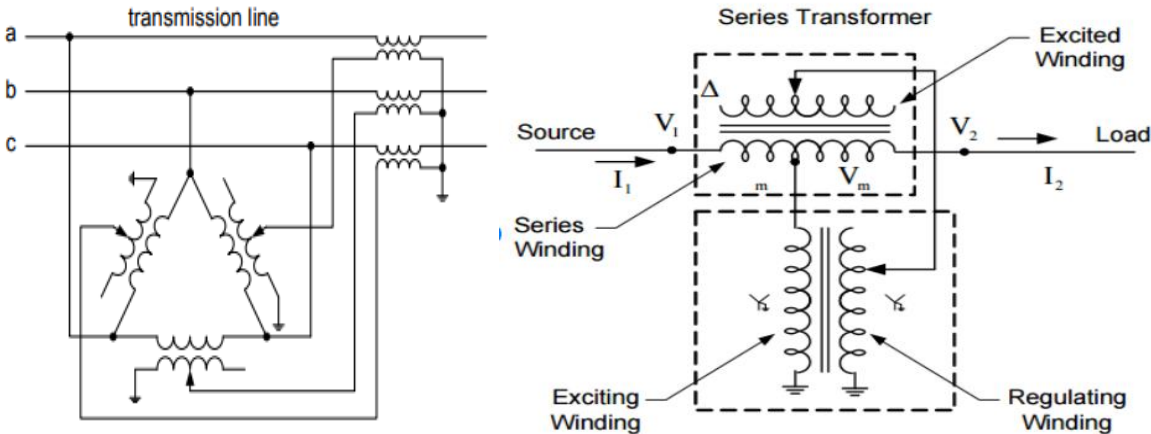 transmission line
a
b
c
Series Transformer
Excited
Winding
Δ
Source
V₁
V₂
Load
I₁
m
Vₘ
I₂
Series
Winding
Y
Y
Exciting
Winding
Regulating
Winding